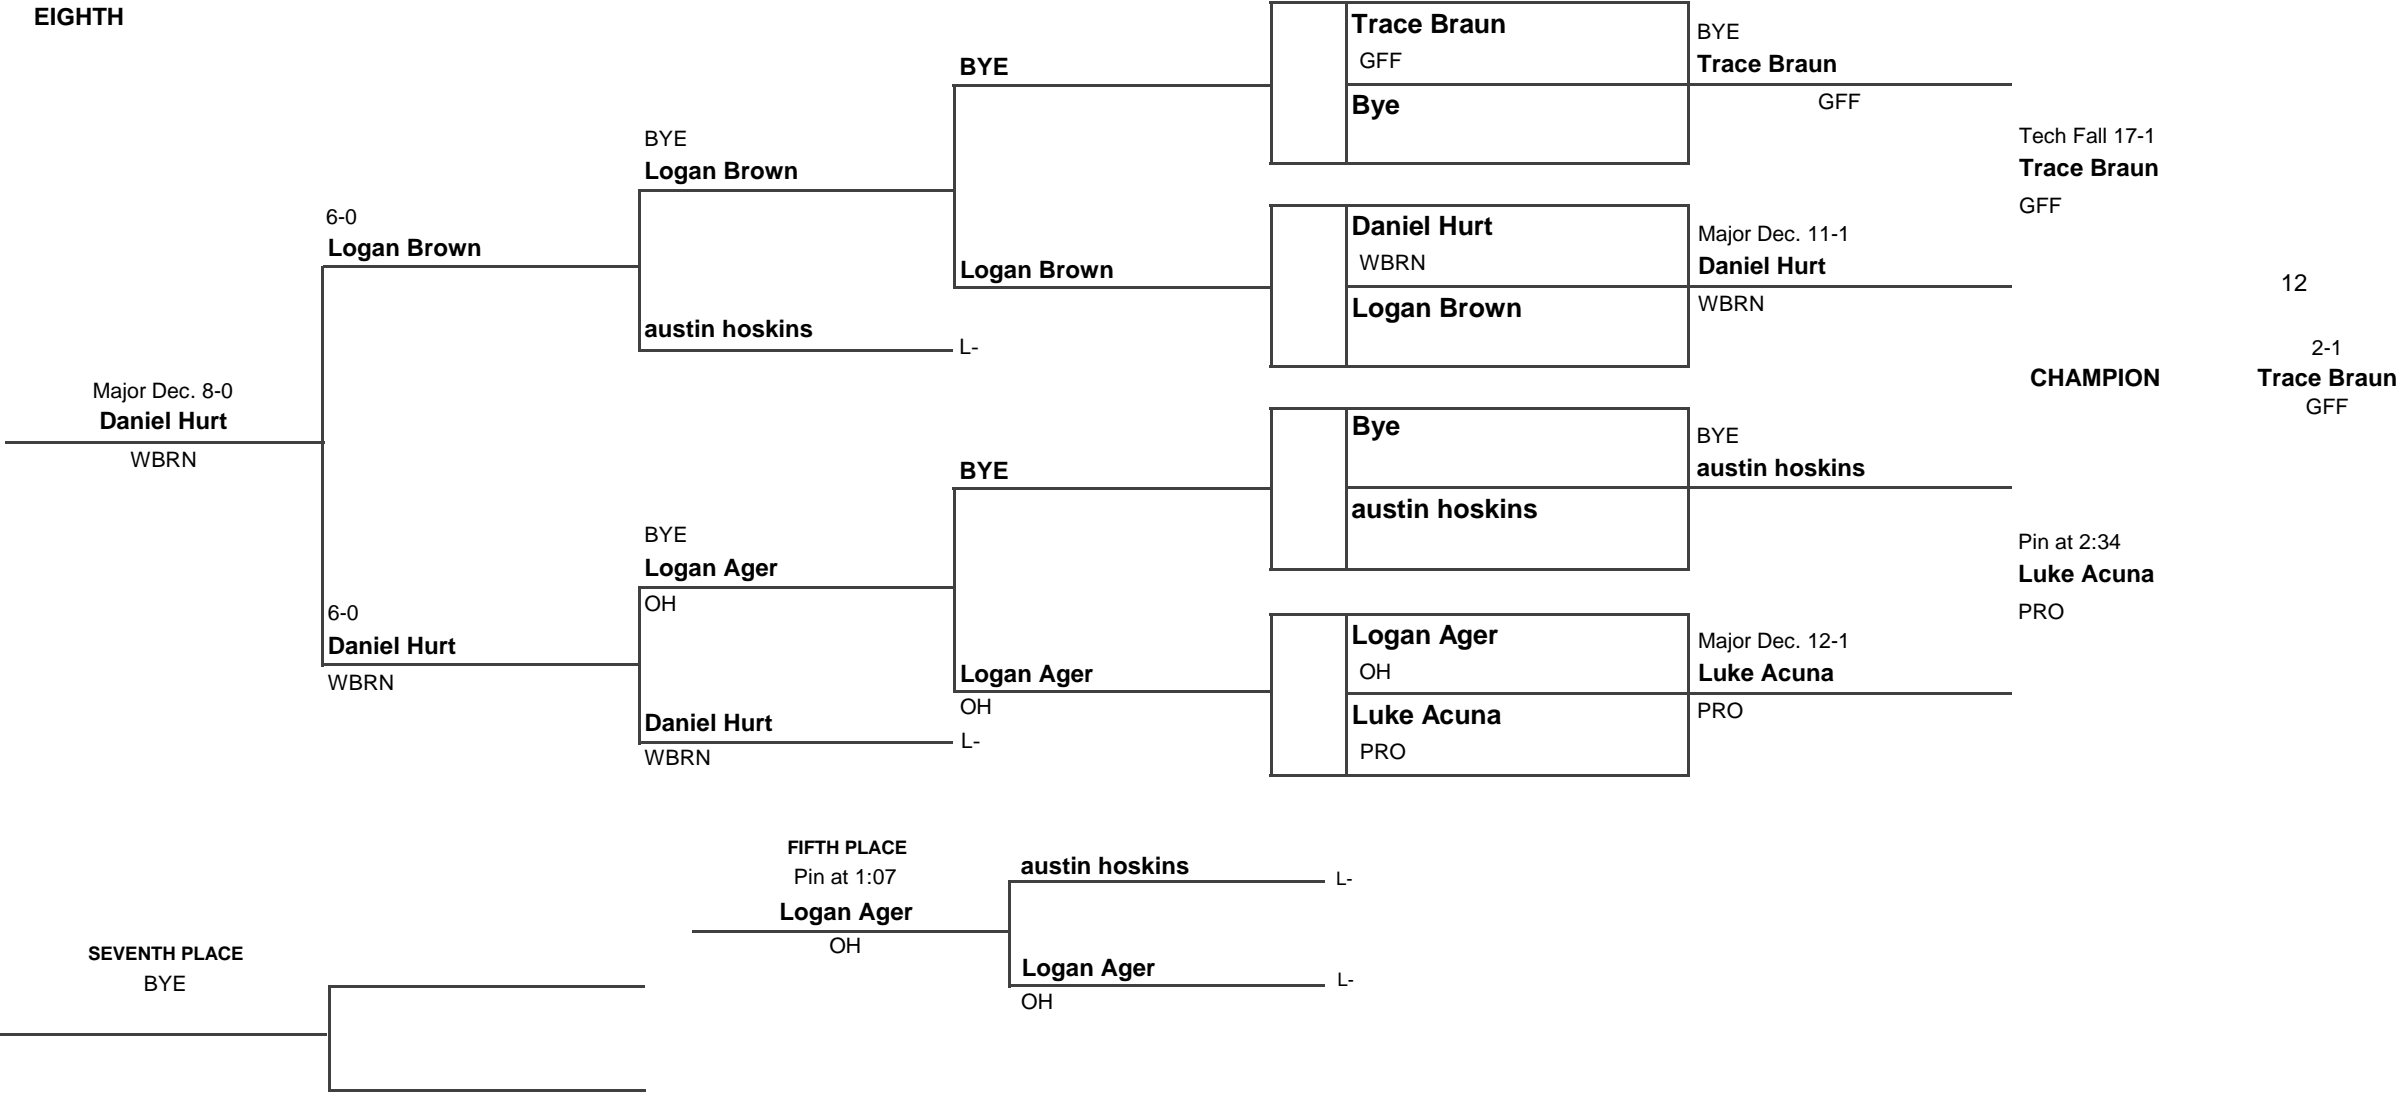 EIGHTH
Trace Braun
GFF
Bye
BYE
Trace Braun
GFF
BYE
BYE
Logan Brown
Tech Fall 17-1
Trace Braun
GFF
6-0
Logan Brown
Daniel Hurt
WBRN
Logan Brown
Major Dec. 11-1
Daniel Hurt
WBRN
Logan Brown
12
austin hoskins
L-
2-1
CHAMPION
Trace Braun
GFF
Major Dec. 8-0
Daniel Hurt
WBRN
Bye
austin hoskins
BYE
austin hoskins
BYE
BYE
Logan Ager
OH
Pin at 2:34
Luke Acuna
PRO
6-0
Daniel Hurt
WBRN
Logan Ager
OH
Luke Acuna
PRO
Major Dec. 12-1
Luke Acuna
PRO
Logan Ager
OH
L-
Daniel Hurt
WBRN
FIFTH PLACE
Pin at 1:07
Logan Ager
OH
austin hoskins
L-
Logan Ager
OH
L-
SEVENTH PLACE
BYE